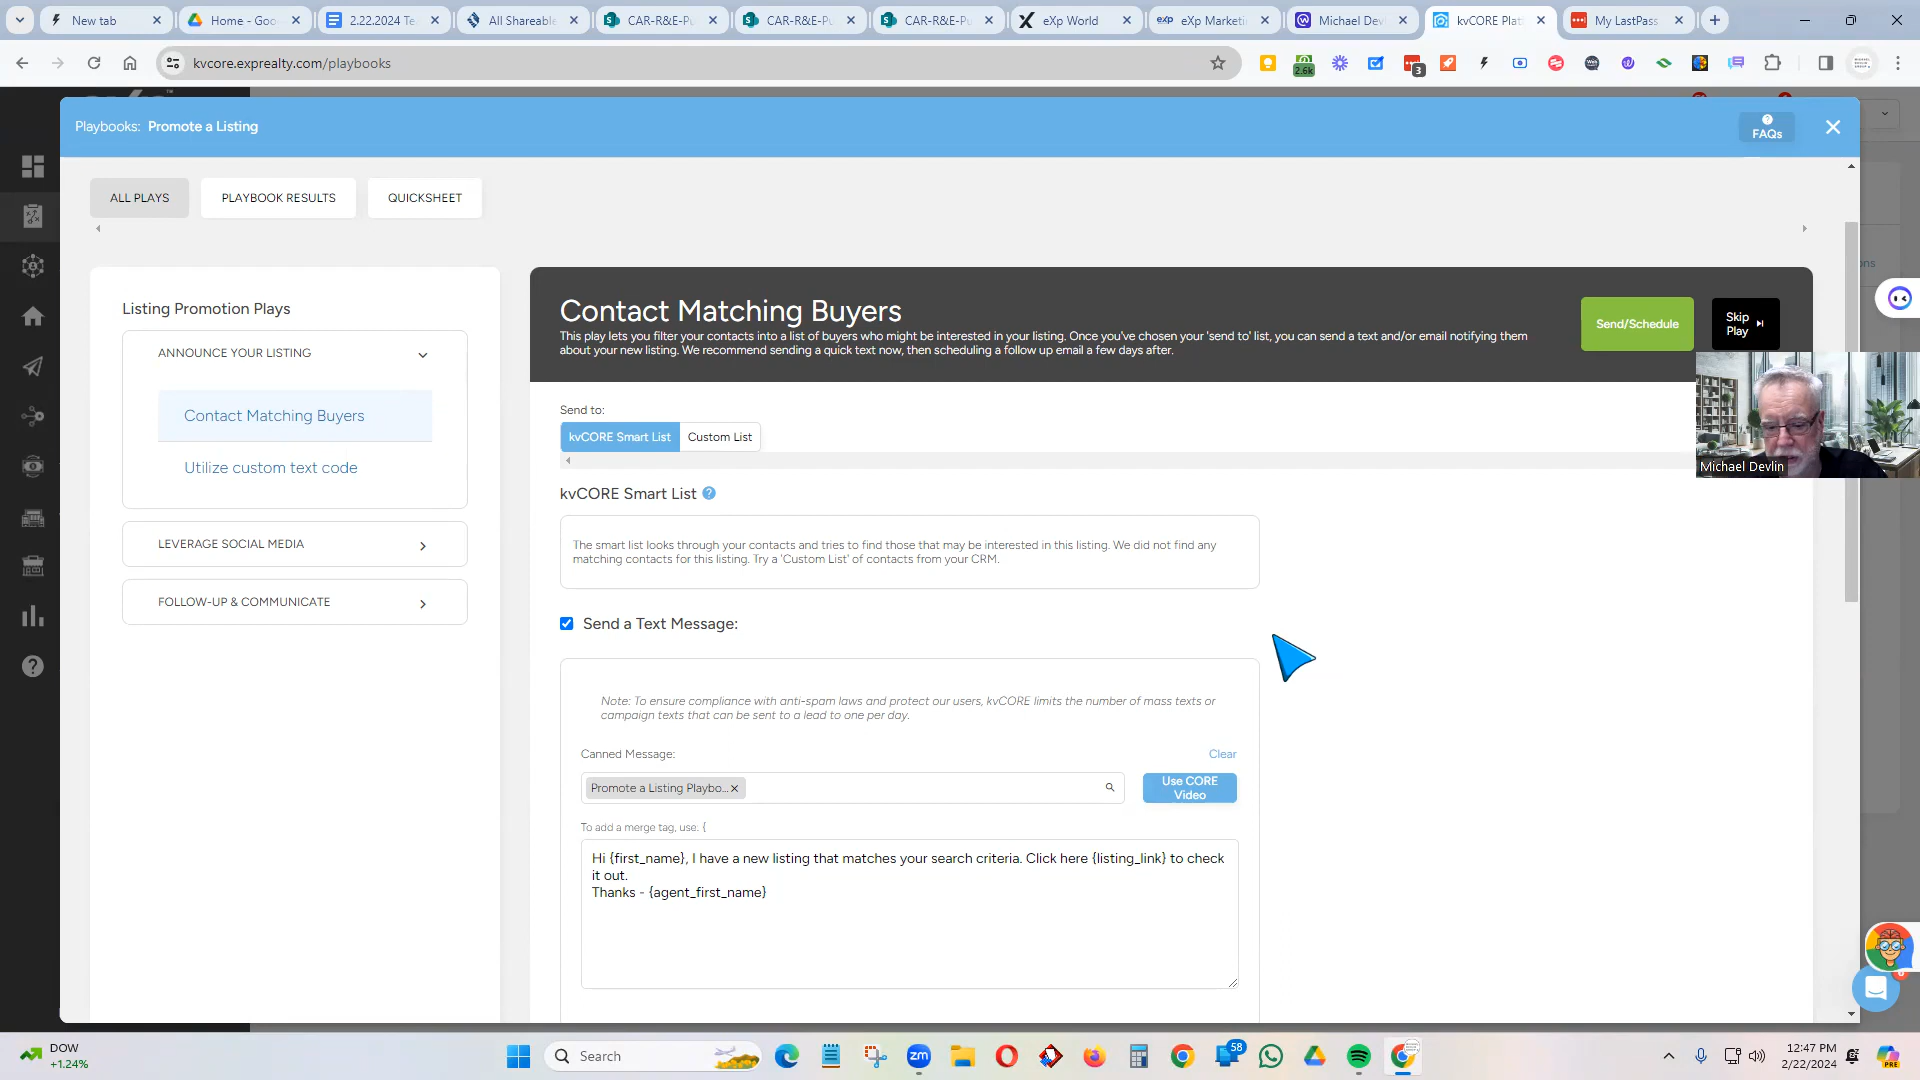 New tab
Home - Goo
2.22.2024 Te
All Shareable
CAR-R&E-Pu
CAR-R&E-Pu
CAR-R&E-Pu
eXp World
eXp Marketi
Michael Devl
kvCORE Plat
My LastPass
kvcore.exprealty.com/playbooks
2.6k
3
Playbooks: Promote a Listing
FAQs
ALL PLAYS
PLAYBOOK RESULTS
QUICKSHEET
Listing Promotion Plays
ANNOUNCE YOUR LISTING
Contact Matching Buyers
Utilize custom text code
LEVERAGE SOCIAL MEDIA
FOLLOW-UP & COMMUNICATE
Contact Matching Buyers
This play lets you filter your contacts into a list of buyers who might be interested in your listing. Once you've chosen your 'send to' list, you can send a text and/or email notifying them
about your new listing. We recommend sending a quick text now, then scheduling a follow up email a few days after.
Send/Schedule
Skip
Play
Michael Devlin
Send to:
kvCORE Smart List
Custom List
kvCORE Smart List
The smart list looks through your contacts and tries to find those that may be interested in this listing. We did not find any
matching contacts for this listing. Try a 'Custom List' of contacts from your CRM.
Send a Text Message:
Note: To ensure compliance with anti-spam laws and protect our users, kvCORE limits the number of mass texts or
campaign texts that can be sent to a lead to one per day.
Canned Message:
Clear
Promote a Listing Playbo...
Use CORE
Video
To add a merge tag, use: {
Hi {first_name}, I have a new listing that matches your search criteria. Click here {listing_link} to check
it out.
Thanks - {agent_first_name}
DOW
+1.24%
Search
zm
58
12:47 PM
2/22/2024
PRE